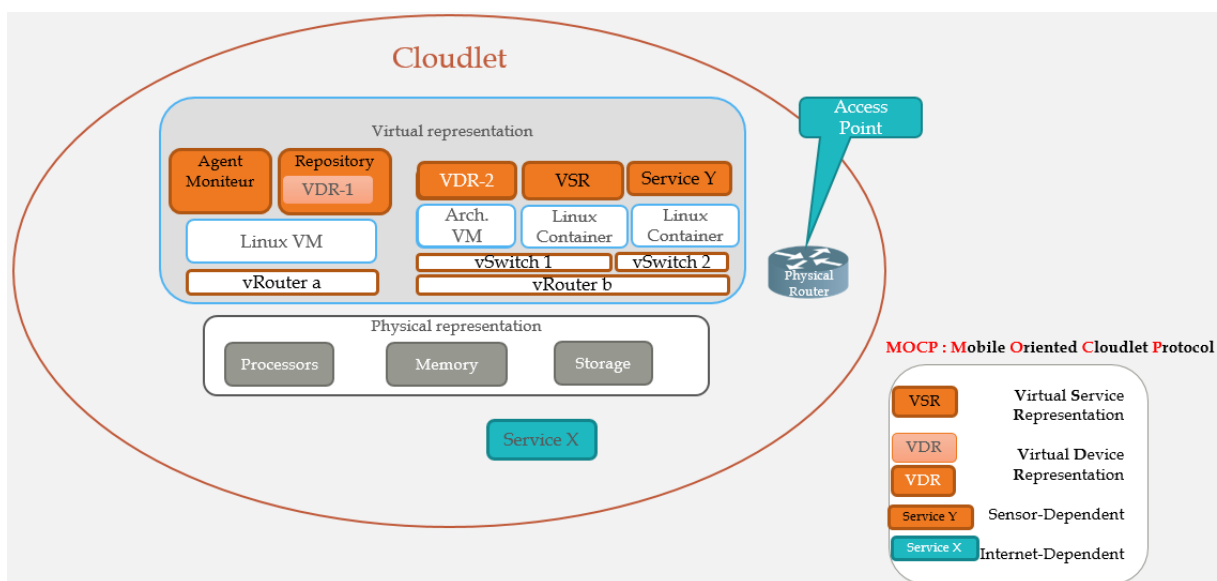 Cloudlet
Access
Point
Virtual representation
Agent
Moniteur
Repository
VDR-1
VDR-2
VSR
Service Y
Linux VM
Arch.
VM
Linux
Container
Linux
Container
vSwitch 1
vSwitch 2
vRouter a
vRouter b
Physical
Router
Physical representation
Processors
Memory
Storage
Service X
MOCP : Mobile Oriented Cloudlet Protocol
VSR
Virtual Service
Representation
VDR
VDR
Virtual Device
Representation
Service Y
Sensor-Dependent
Service X
Internet-Dependent